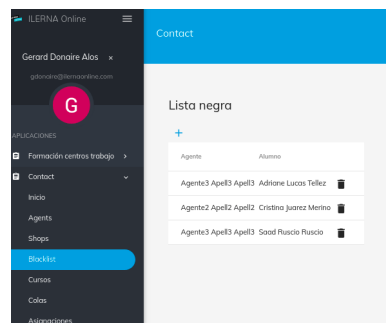 ILERNA Online
Contact
Gerard Donaire Alos ×
gdonaire@ilernaonline.com
G
APLICACIONES
Formación centros trabajo
Contact
Inicio
Agents
Shops
Blacklist
Cursos
Colas
Asignaciones
Lista negra
+
Agente Alumno
Agente3 Apell3 Apell3 Adriane Lucas Tellez
Agente2 Apell2 Apell2 Cristina Juarez Merino
Agente3 Apell3 Apell3 Saad Ruscio Ruscio